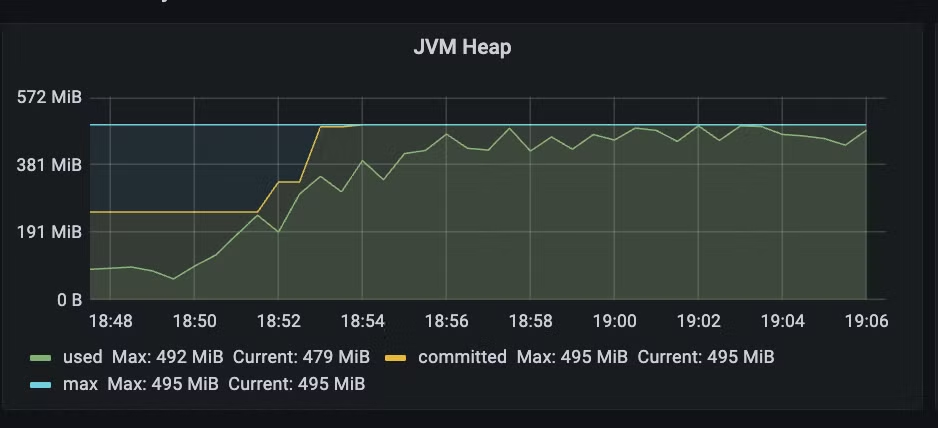 JVM Heap
572 MiB
381 MiB
191 MiB
0 B
18:48 18:50 18:52 18:54 18:56 18:58 19:00 19:02 19:04 19:06
used Max: 492 MiB Current: 479 MiB committed Max: 495 MiB Current: 495 MiB
max Max: 495 MiB Current: 495 MiB